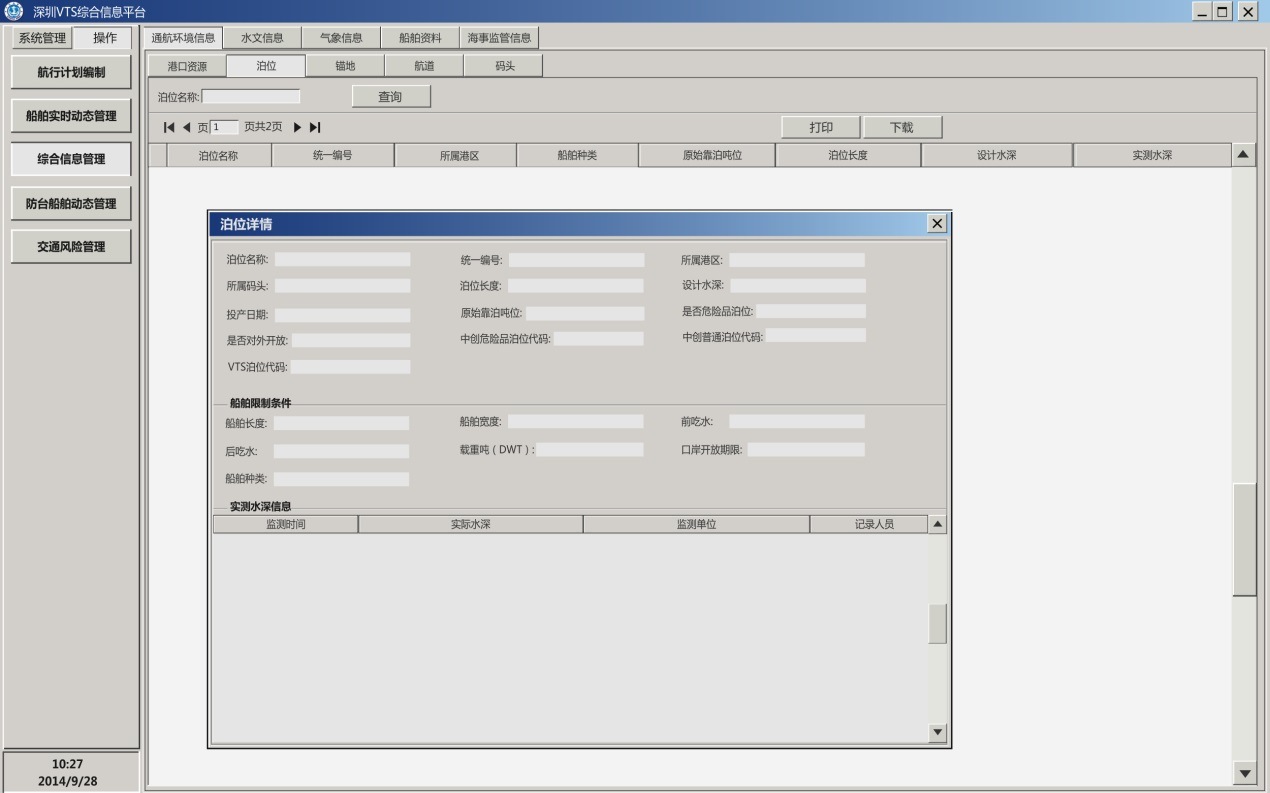 深圳VTS综合信息平台
系统管理 操作
航行计划编制
船舶实时动态管理
综合信息管理
防台船舶动态管理
交通风险管理
10:27
2014/9/28
通航环境信息 水文信息 气象信息 船舶资料 海事监管信息
港口资源 泊位 锚地 航道 码头
泊位名称: 查询
页 1 页共2页 打印 下载
泊位名称 统一编号 所属港区 船舶种类 原始靠泊吨位 泊位长度 设计水深 实测水深
泊位详情
泊位名称: 统一编号: 所属港区:
所属码头: 泊位长度: 设计水深:
投产日期: 原始靠泊吨位: 是否危险品泊位:
是否对外开放: 中创危险品泊位代码: 中创普通泊位代码:
VTS泊位代码:
船舶限制条件
船舶长度: 船舶宽度: 前吃水:
后吃水: 载重吨（DWT）: 口岸开放期限:
船舶种类:
实测水深信息
监测时间 实际水深 监测单位 记录人员